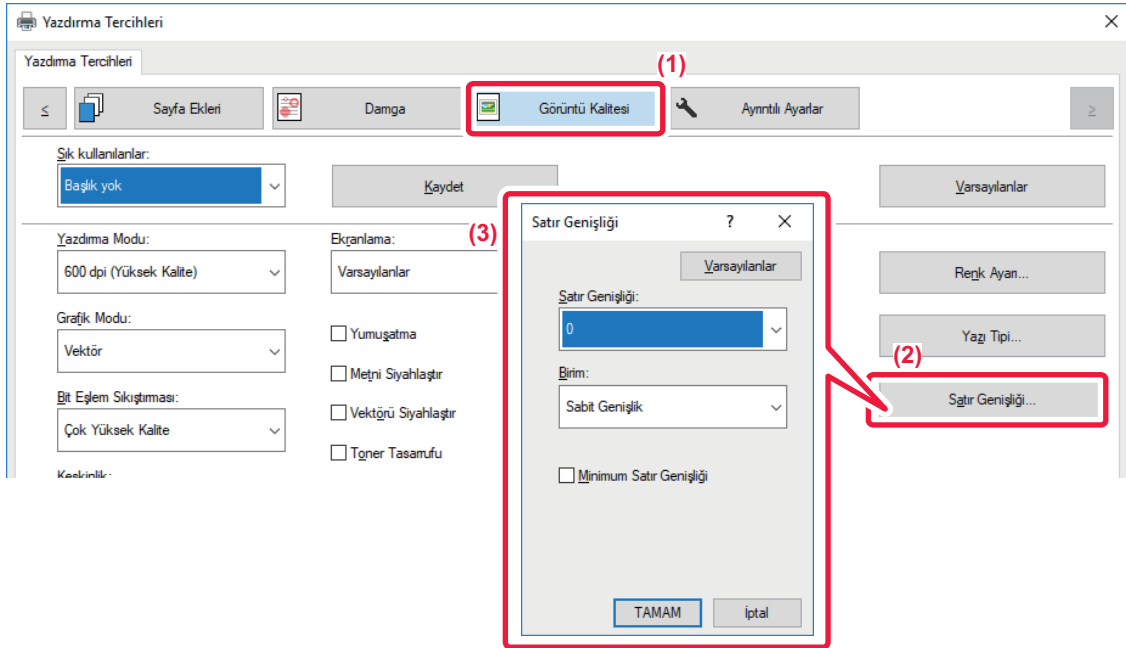 Yazdırma Tercihleri
Yazdırma Tercihleri
(1)
≤ Sayfa Ekleri Damga Görüntü Kalitesi Ayrıntılı Ayarlar ≥
Sık kullanılanlar:
Başlık yok Kaydet Varsayılanlar
(3)
Satır Genişliği ? ×
Varsayılanlar
Satır Genişliği:
0
Birim:
Sabit Genişlik
Minimum Satır Genişliği
TAMAM İptal
Yazdırma Modu: Ekranlama:
600 dpi (Yüksek Kalite) Varsayılanlar Renk Ayarı...
Grafik Modu:
Vektör
Yumuşatma
Yazı Tipi...
(2)
Metni Siyahlaştır
Bit Eşlem Sıkıştırması:
Çok Yüksek Kalite
Vektörü Siyahlaştır
Satır Genişliği...
Toner Tasarrufu
Keskinlik: